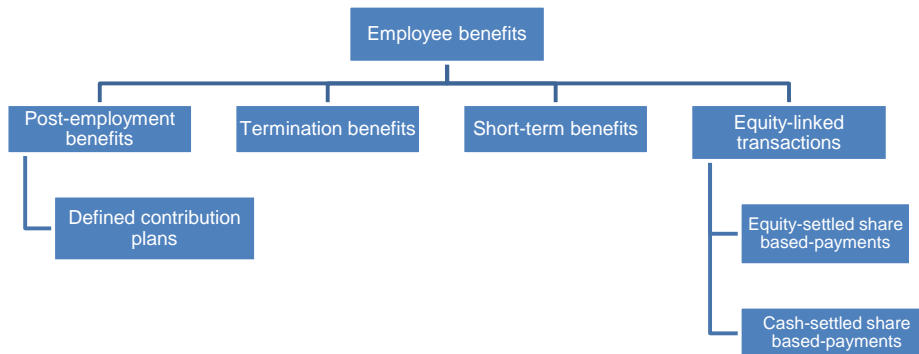 Employee benefits
Post-employment
benefits
Termination benefits
Short-term benefits
Equity-linked
transactions
Defined contribution
plans
Equity-settled share
based-payments
Cash-settled share
based-payments